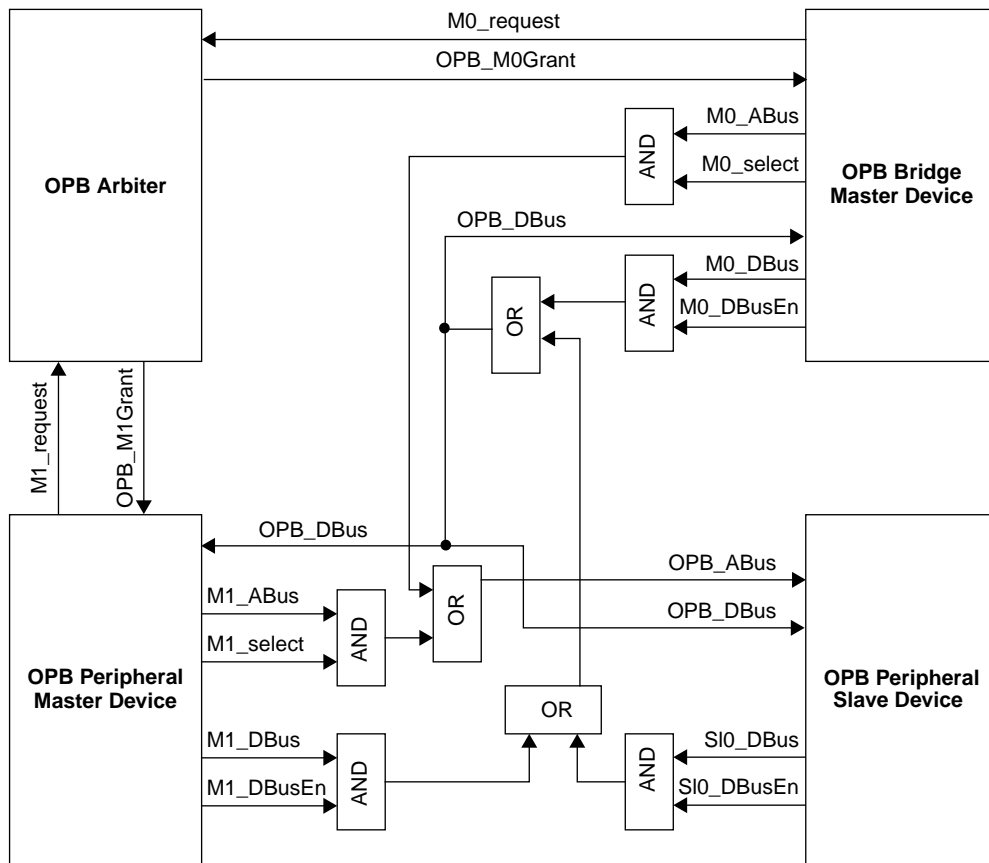 M0_request
OPB_M0Grant
OPB Arbiter
AND
M0_ABus
M0_select
OPB Bridge
Master Device
OPB_DBus
OR
AND
M0_DBus
M0_DBusEn
M1_request
OPB_M1Grant
OPB_DBus
OPB Peripheral
Master Device
M1_ABus
M1_select
AND
OR
OPB_ABus
OPB_DBus
OPB Peripheral
Slave Device
OR
M1_DBus
M1_DBusEn
AND
AND
Sl0_DBus
Sl0_DBusEn